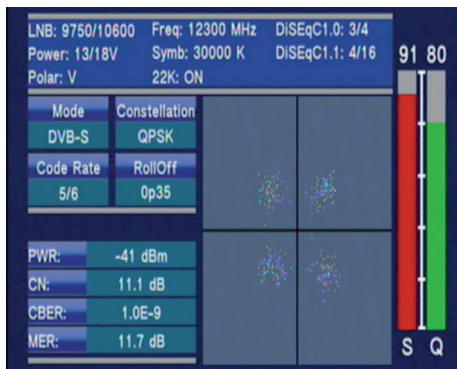 LNB: 9750/10600 Freq: 12300 MHz DiSEqC1.0: 3/4
Power: 13/18V Symb: 30000 K DiSEqC1.1: 4/16
Polar: V 22K: ON
91 80
Mode Constellation
DVB-S QPSK
Code Rate RollOff
5/6 0p35
PWR: -41 dBm
CN: 11.1 dB
CBER: 1.0E-9
MER: 11.7 dB
S Q